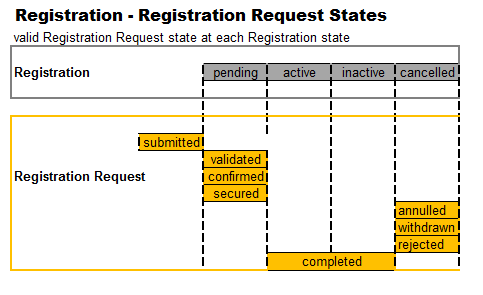 Registration - Registration Request States
valid Registration Request state at each Registration state
Registration
pending active inactive cancelled
submitted
validated
Registration Request confirmed
secured
annulled
withdrawn
rejected
completed